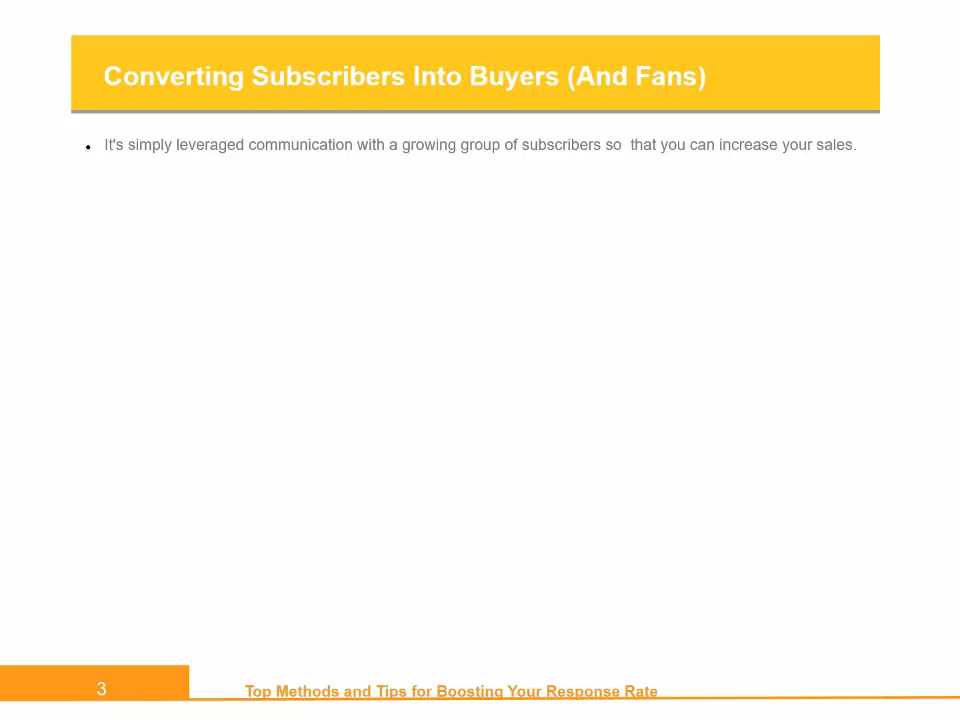 Converting Subscribers Into Buyers (And Fans)
• It's simply leveraged communication with a growing group of subscribers so  that you can increase your sales.
3
Top Methods and Tips for Boosting Your Response Rate